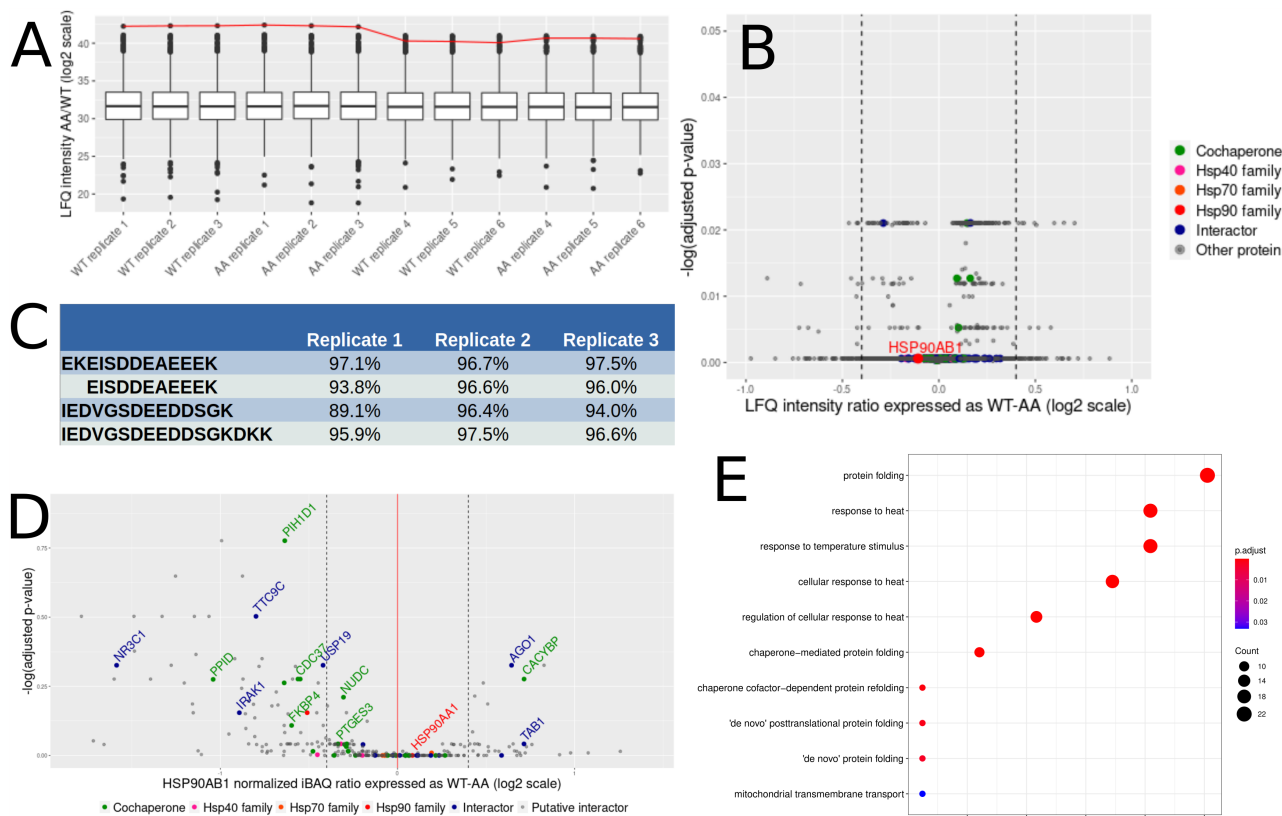 A
LFQ intensity AA/WT (log2 scale)
40
35
30
25
20
WT replicate 1
WT replicate 2
WT replicate 3
AA replicate 1
AA replicate 2
AA replicate 3
WT replicate 4
WT replicate 5
WT replicate 6
AA replicate 4
AA replicate 5
AA replicate 6
B
-log(adjusted p-value)
0.05
0.04
0.03
0.02
0.01
0.00
HSP90AB1
-1.0 -0.5 0.0 0.5 1.0
LFQ intensity ratio expressed as WT-AA (log2 scale)
Cochaperone
Hsp40 family
Hsp70 family
Hsp90 family
Interactor
Other protein
C
Replicate 1 Replicate 2 Replicate 3
EKEISDDEAEEEK 97.1% 96.7% 97.5%
EISDDEAEEEK 93.8% 96.6% 96.0%
IEDVGSDEEDDSGK 89.1% 96.4% 94.0%
IEDVGSDEEDDSGKDKK 95.9% 97.5% 96.6%
D
-log(adjusted p-value)
0.75
0.50
0.25
0.00
PIH1D1
TTC9C
NR3C1
PPID
CDC37
USP19
AGO1
CACYBP
IRAK1
FKBP4
NUDC
PTGES3
HSP90AA1
TAB1
-1 0 1
HSP90AB1 normalized iBAQ ratio expressed as WT-AA (log2 scale)
Cochaperone Hsp40 family Hsp70 family Hsp90 family Interactor Putative interactor
E
protein folding
response to heat
response to temperature stimulus
cellular response to heat
regulation of cellular response to heat
chaperone-mediated protein folding
chaperone cofactor-dependent protein refolding
'de novo' posttranslational protein folding
'de novo' protein folding
mitochondrial transmembrane transport
p.adjust
0.01
0.02
0.03
Count
10
14
18
22